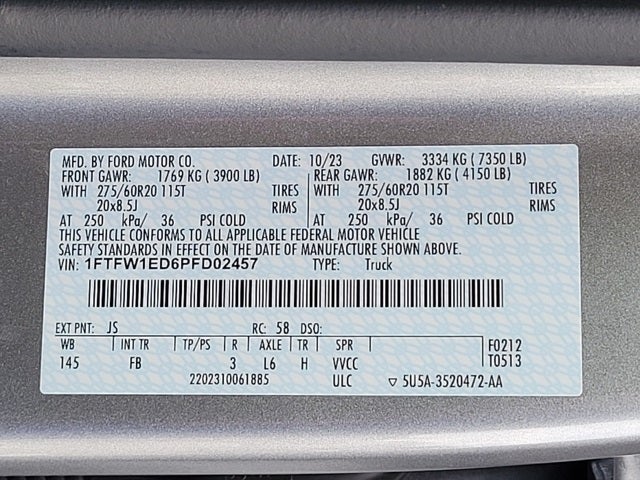 MFD. BY FORD MOTOR CO. DATE: 10/23 GVWR: 3334 KG ( 7350 LB)
FRONT GAWR: 1769 KG ( 3900 LB) REAR GAWR: 1882 KG ( 4150 LB)
WITH 275/60R20 115T TIRES WITH 275/60R20 115T TIRES
20x8.5J RIMS 20x8.5J RIMS
AT 250 kPa/ 36 PSI COLD AT 250 kPa/ 36 PSI COLD
THIS VEHICLE CONFORMS TO ALL APPLICABLE FEDERAL MOTOR VEHICLE
SAFETY STANDARDS IN EFFECT ON THE DATE OF MANUFACTURE SHOWN ABOVE.
VIN: 1FTFW1ED6PFD02457 TYPE: Truck
EXT PNT: JS RC: 58 DSO:
WB INT TR TP/PS R AXLE TR SPR F0212
145 FB 3 L6 H VVCC T0513
2202310061885 ULC ▽ 5U5A-3520472-AA